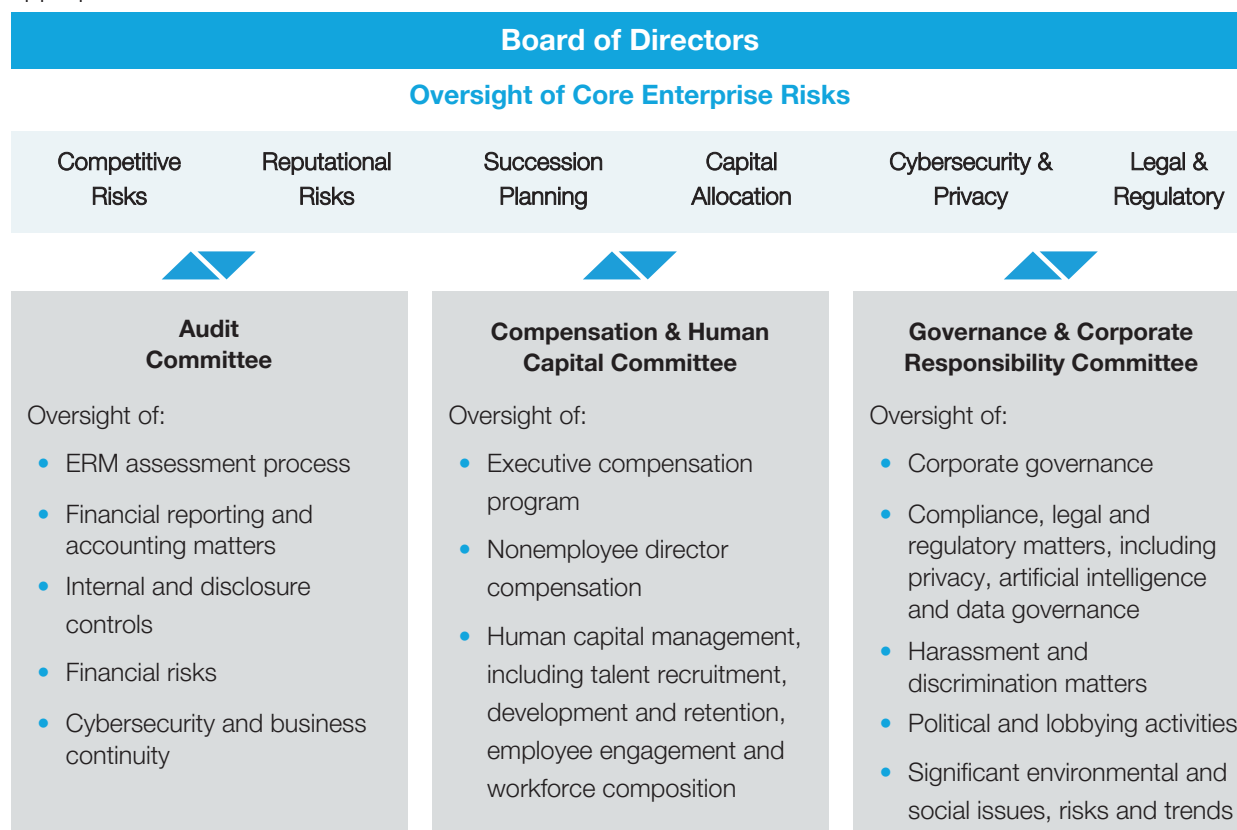 Board of Directors
Oversight of Core Enterprise Risks
Competitive
Risks
Reputational
Risks
Succession
Planning
Capital
Allocation
Cybersecurity &
Privacy
Legal &
Regulatory
Audit
Committee
Oversight of:
• ERM assessment process
• Financial reporting and
accounting matters
• Internal and disclosure
controls
• Financial risks
• Cybersecurity and business
continuity
Compensation & Human
Capital Committee
Oversight of:
• Executive compensation
program
• Nonemployee director
compensation
• Human capital management,
including talent recruitment,
development and retention,
employee engagement and
workforce composition
Governance & Corporate
Responsibility Committee
Oversight of:
• Corporate governance
• Compliance, legal and
regulatory matters, including
privacy, artificial intelligence
and data governance
• Harassment and
discrimination matters
• Political and lobbying activities
• Significant environmental and
social issues, risks and trends